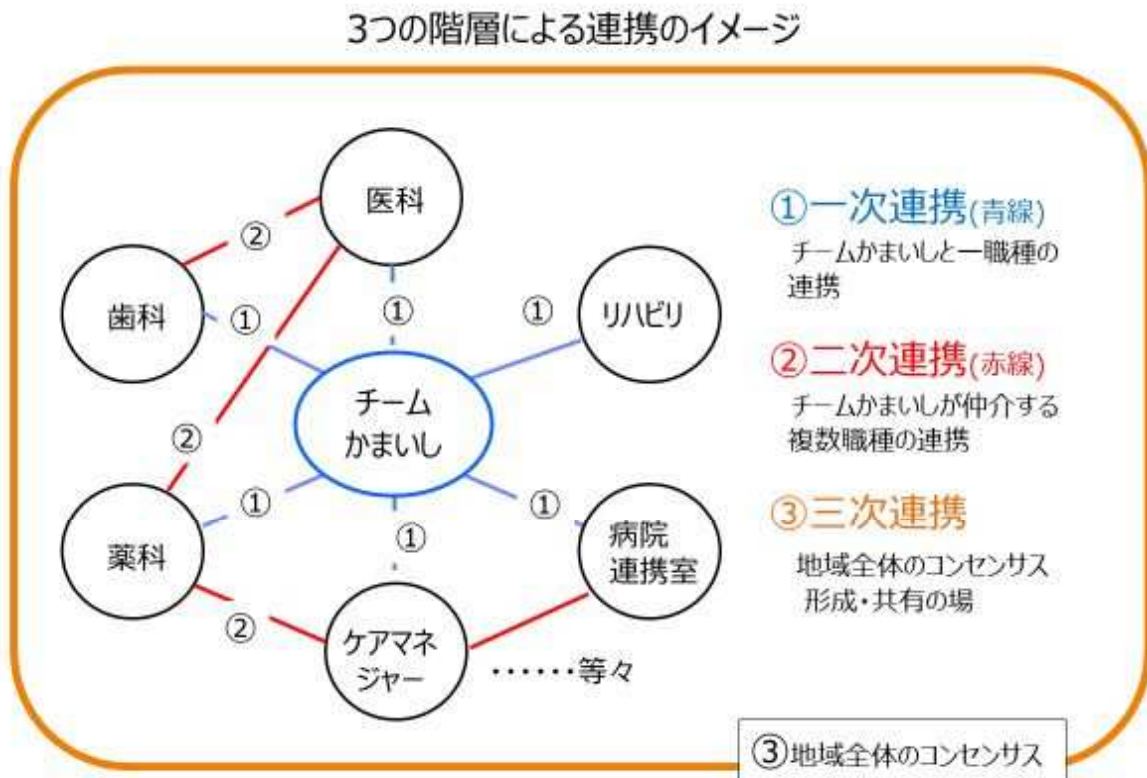 3つの階層による連携のイメージ
医科
②
歯科
①
①
①
リハビリ
チーム
かまいし
②
①
①
①
薬科
②
ケアマネ
ジャー
病院
連携室
・・・・・・等々
①一次連携(青線)
チームかまいしと一職種の
連携
②二次連携(赤線)
チームかまいしが仲介する
複数職種の連携
③三次連携
地域全体のコンセンサス
形成・共有の場
③地域全体のコンセンサス